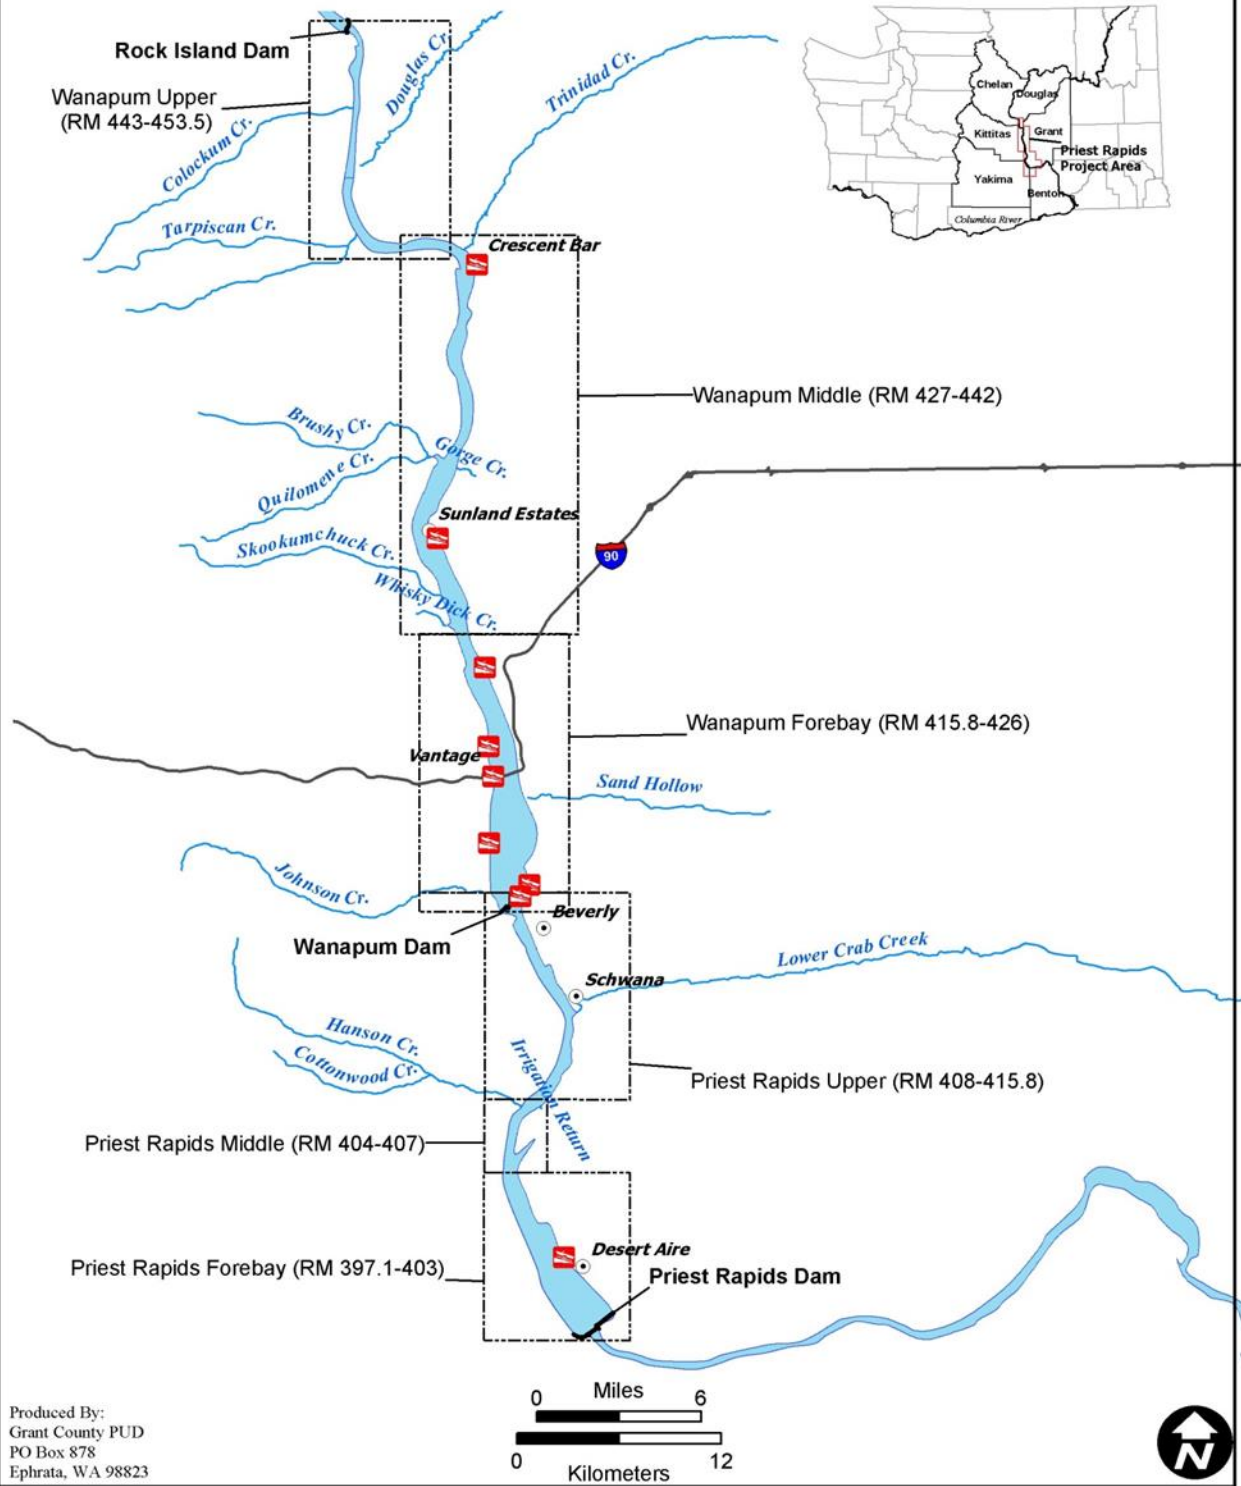 Rock Island Dam
Wanapum Upper
(RM 443-453.5)
Douglas Cr.
Trinidad Cr.
Colockum Cr.
Tarpiscan Cr.
Crescent Bar
Chelan
Douglas
Kittitas
Grant
Priest Rapids
Project Area
Yakima
Benton
Columbia River
Wanapum Middle (RM 427-442)
Brushy Cr.
Gorge Cr.
Quilomene Cr.
Sunland Estates
Skookumchuck Cr.
90
Whisky Dick Cr.
Wanapum Forebay (RM 415.8-426)
Vantage
Sand Hollow
Johnson Cr.
Beverly
Wanapum Dam
Lower Crab Creek
Schwana
Hanson Cr.
Cottonwood Cr.
Irrigation Return
Priest Rapids Upper (RM 408-415.8)
Priest Rapids Middle (RM 404-407)
Desert Aire
Priest Rapids Forebay (RM 397.1-403)
Priest Rapids Dam
0 Miles 6
0 12
Kilometers
Produced By:
Grant County PUD
PO Box 878
Ephrata, WA 98823
N